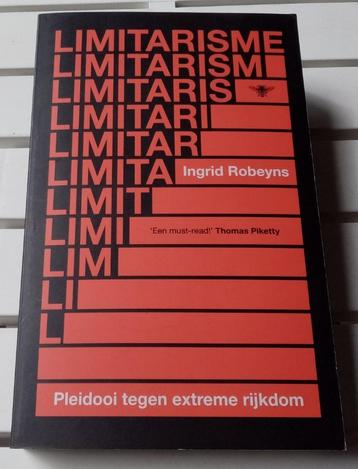 LIMITARISME
LIMITARISM
LIMITARIS
LIMITARI
LIMITAR
LIMITA Ingrid Robeyns
LIMIT
LIMI 'Een must-read!' Thomas Piketty
LIM
LI
L
Pleidooi tegen extreme rijkdom